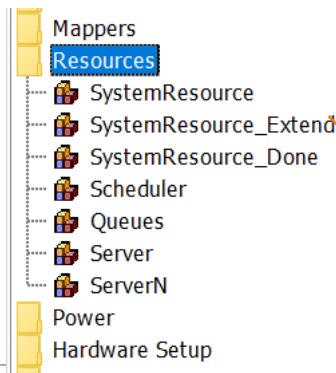 Mappers
Resources
SystemResource
SystemResource_Extend
SystemResource_Done
Scheduler
Queues
Server
ServerN
Power
Hardware Setup